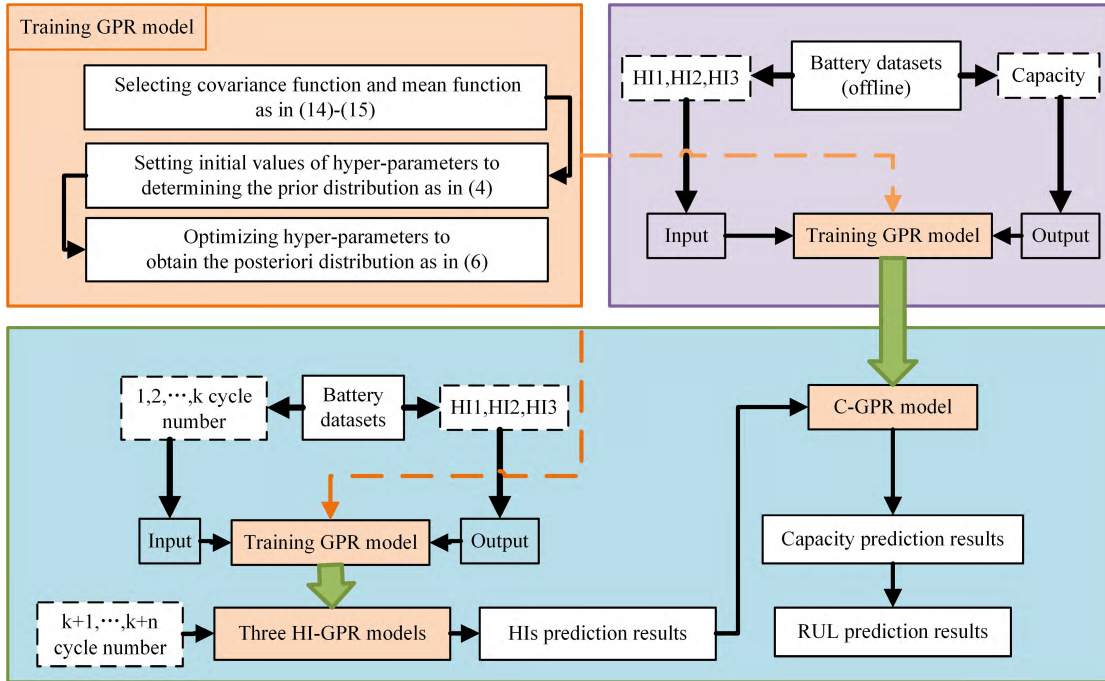 Training GPR model
Selecting covariance function and mean function
as in (14)-(15)
Setting initial values of hyper-parameters to
determining the prior distribution as in (4)
Optimizing hyper-parameters to
obtain the posteriori distribution as in (6)
HI1,HI2,HI3
Battery datasets
(offline)
Capacity
Input
Training GPR model
Output
1,2,⋯,k cycle
number
Battery
datasets
HI1,HI2,HI3
Input
Training GPR model
Output
k+1,⋯,k+n
cycle number
Three HI-GPR models
HIs prediction results
C-GPR model
Capacity prediction results
RUL prediction results